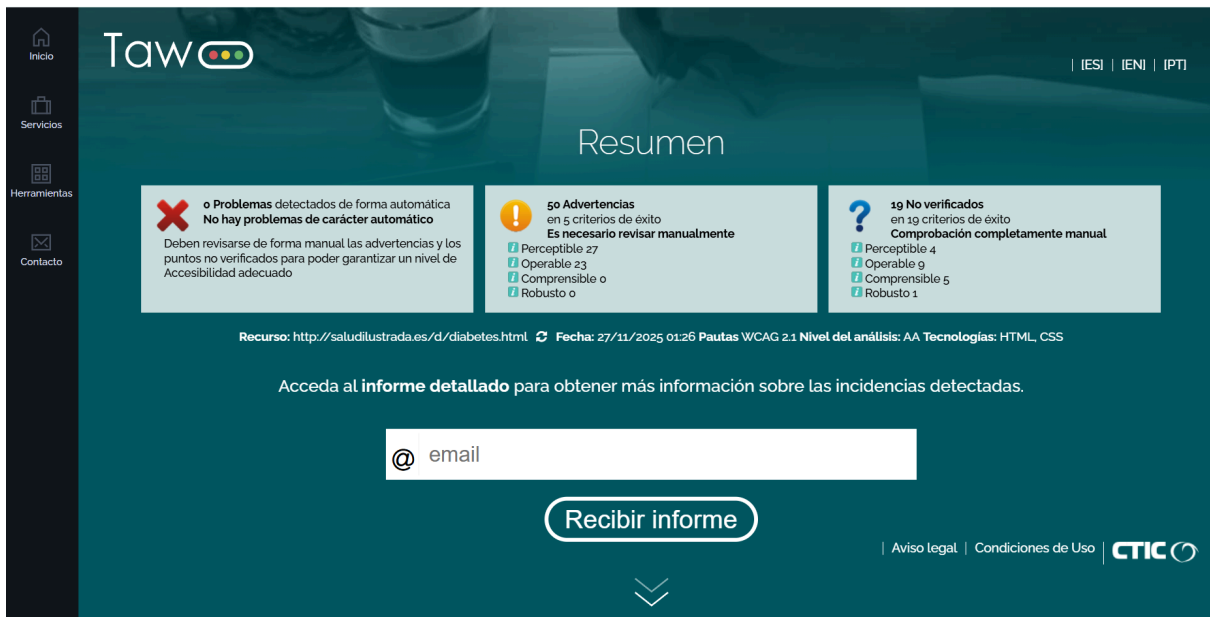 Inicio
Servicios
Herramientas
Contacto
Taw
| [ES] | [EN] | [PT]
Resumen
0 Problemas detectados de forma automática
No hay problemas de carácter automático
Deben revisarse de forma manual las advertencias y los
puntos no verificados para poder garantizar un nivel de
Accesibilidad adecuado
50 Advertencias
en 5 criterios de éxito
Es necesario revisar manualmente
Perceptible 27
Operable 23
Comprensible 0
Robusto 0
19 No verificados
en 19 criterios de éxito
Comprobación completamente manual
Perceptible 4
Operable 9
Comprensible 5
Robusto 1
Recurso: http://saludilustrada.es/d/diabetes.html Fecha: 27/11/2025 01:26 Pautas WCAG 2.1 Nivel del análisis: AA Tecnologías: HTML, CSS
Acceda al informe detallado para obtener más información sobre las incidencias detectadas.
@ email
Recibir informe
| Aviso legal | Condiciones de Uso | CTIC